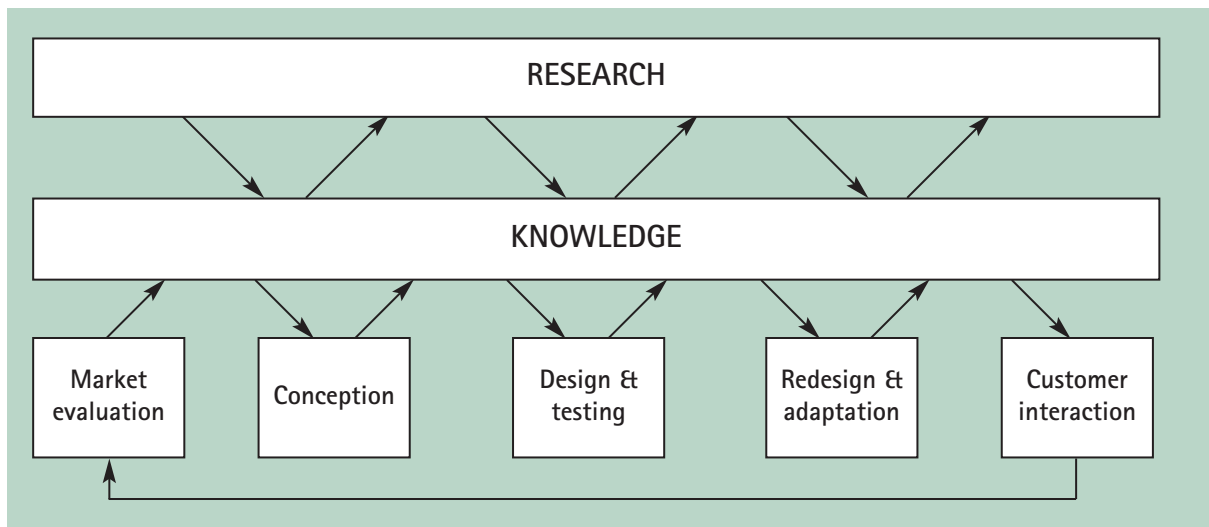 RESEARCH
KNOWLEDGE
Market
evaluation
Conception
Design &
testing
Redesign &
adaptation
Customer
interaction